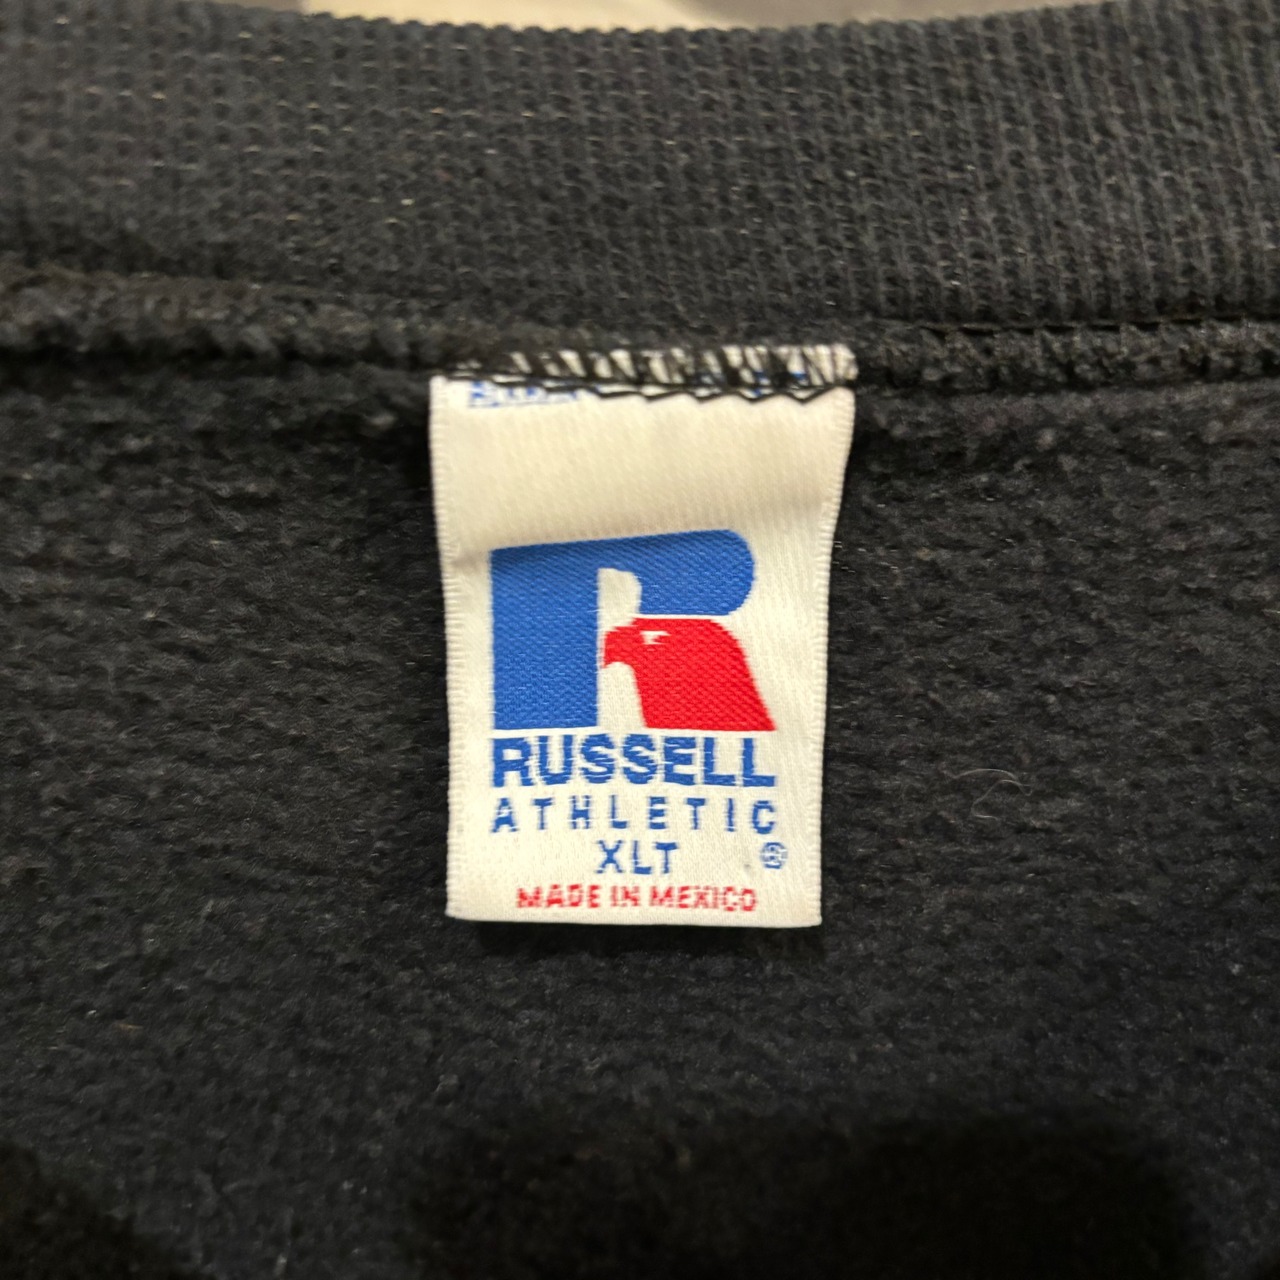 RUSSELL
ATHLETIC
XLT ®
MADE IN MEXICO